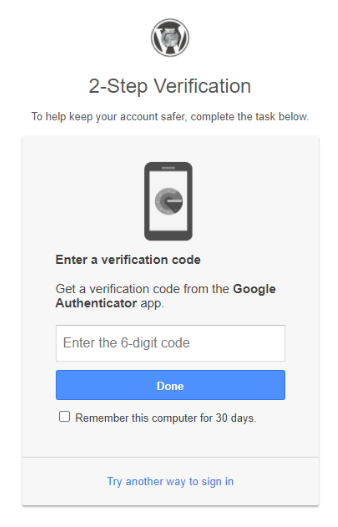 2-Step Verification
To help keep your account safer, complete the task below.
Enter a verification code
Get a verification code from the Google
Authenticator app.
Enter the 6-digit code
Done
Remember this computer for 30 days.
Try another way to sign in